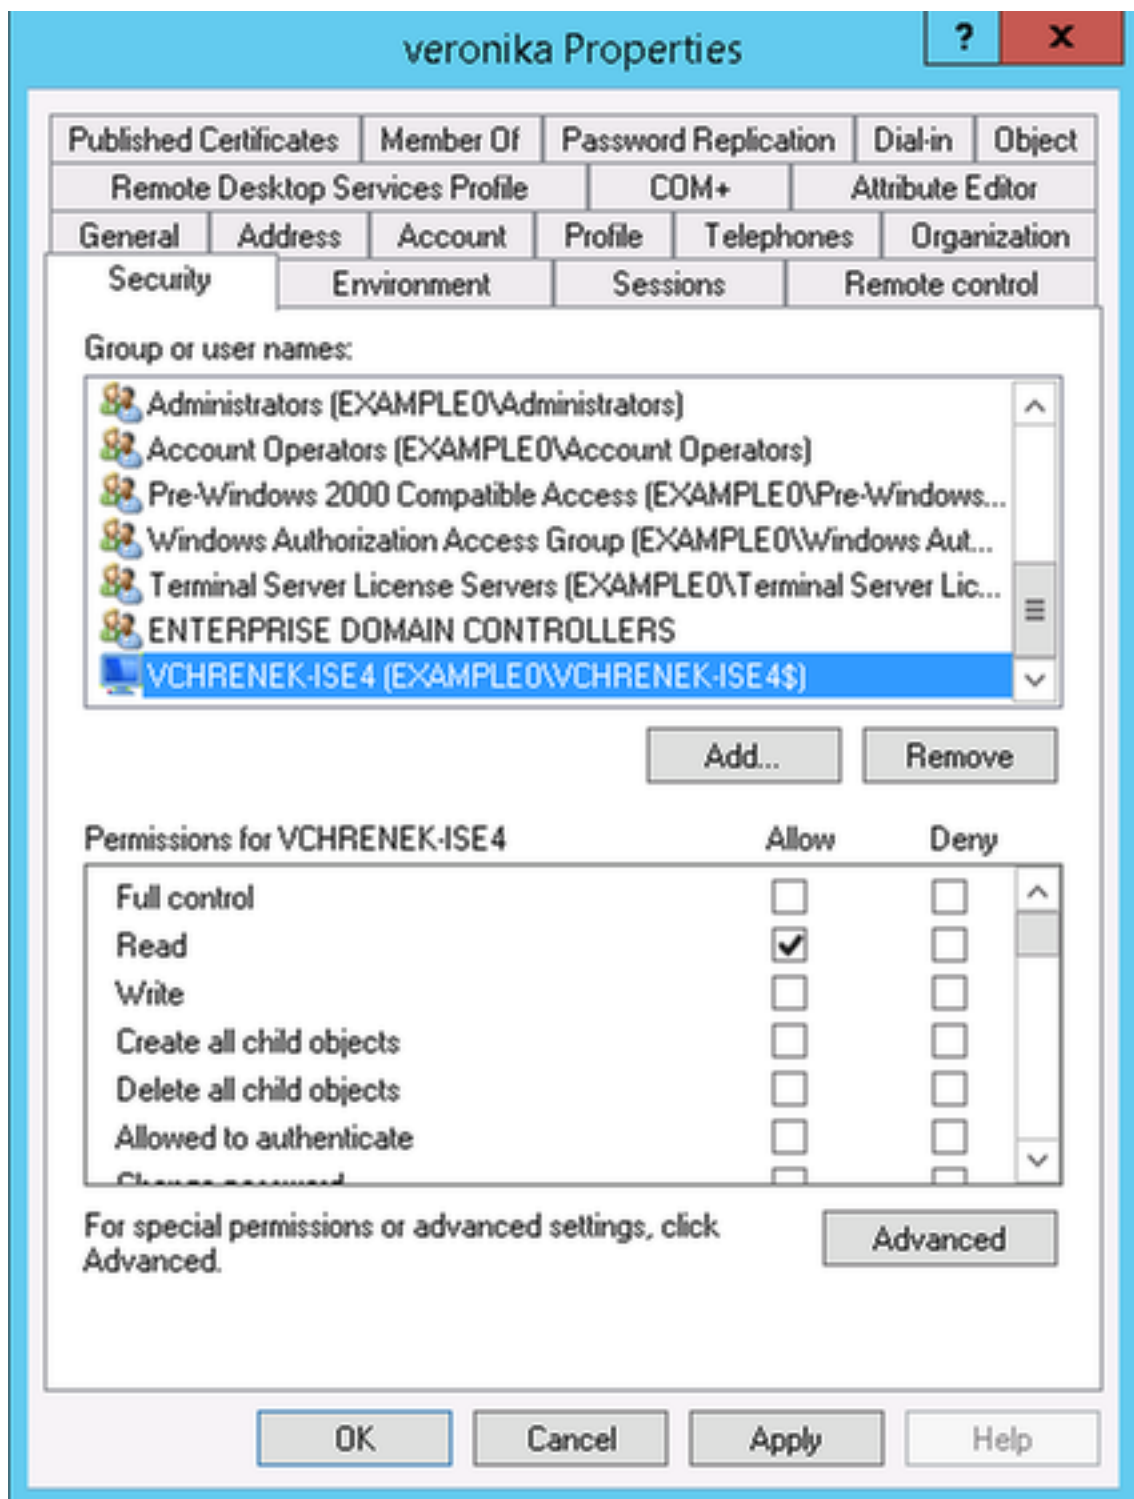 veronika Properties
?
x
Published Certificates Member Of Password Replication Dial-in Object
Remote Desktop Services Profile COM+ Attribute Editor
General Address Account Profile Telephones Organization
Security Environment Sessions Remote control
Group or user names:
Administrators (EXAMPLE0\Administrators)
Account Operators (EXAMPLE0\Account Operators)
Pre-Windows 2000 Compatible Access (EXAMPLE0\Pre-Windows...
Windows Authorization Access Group (EXAMPLE0\Windows Aut...
Terminal Server License Servers (EXAMPLE0\Terminal Server Lic...
ENTERPRISE DOMAIN CONTROLLERS
VCHRENEK-ISE4 (EXAMPLE0\VCHRENEK-ISE4$)
Add... Remove
Permissions for VCHRENEK-ISE4 Allow Deny
Full control
Read
Write
Create all child objects
Delete all child objects
Allowed to authenticate
Change password
For special permissions or advanced settings, click
Advanced.
Advanced
OK Cancel Apply Help